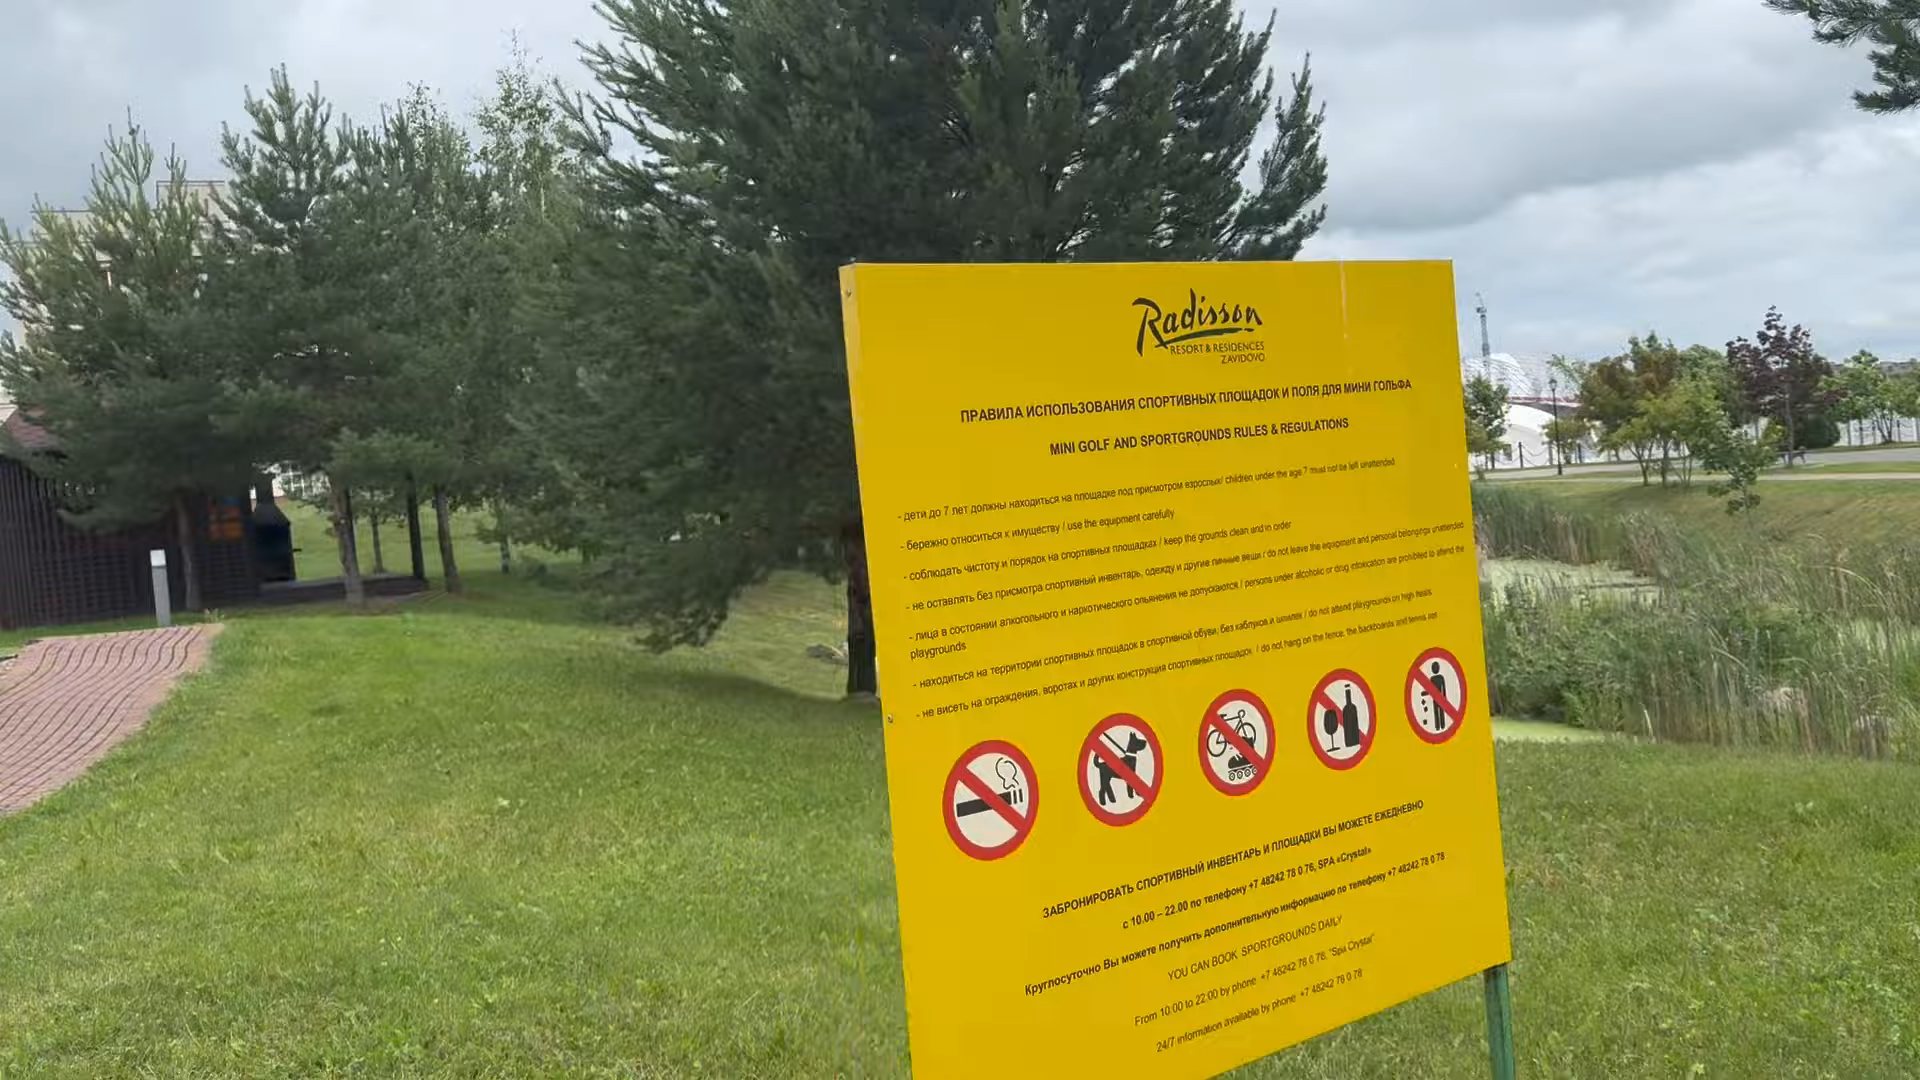 Radisson
RESORT & RESIDENCES
ZAVIDOVO
ПРАВИЛА ИСПОЛЬЗОВАНИЯ СПОРТИВНЫХ ПЛОЩАДОК И ПОЛЯ ДЛЯ МИНИ ГОЛЬФА
MINI GOLF AND SPORTGROUNDS RULES & REGULATIONS
- дети до 7 лет должны находиться на площадке под присмотром взрослых/ children under the age 7 must not be left unattended
- бережно относиться к имуществу / use the equipment carefully
- соблюдать чистоту и порядок на спортивных площадках / keep the grounds clean and in order
- не оставлять без присмотра спортивный инвентарь, одежду и другие личные вещи / do not leave the equipment and personal belongings unattended
- лица в состоянии алкогольного и наркотического опьянения не допускаются / persons under alcoholic or drug intoxication are prohibited to attend the
playgrounds
- находиться на территории спортивных площадок в спортивной обуви, без каблуков и шпилек / do not attend playgrounds on high heels
- не висеть на ограждения, воротах и других конструкция спортивных площадок / do not hang on the fence, the backboards and tennis net
ЗАБРОНИРОВАТЬ СПОРТИВНЫЙ ИНВЕНТАРЬ И ПЛОЩАДКИ ВЫ МОЖЕТЕ ЕЖЕДНЕВНО
с 10.00 – 22.00 по телефону +7 48242 78 0 76, SPA «Crystal»
Круглосуточно Вы можете получить дополнительную информацию по телефону +7 48242 78 0 78
YOU CAN BOOK SPORTGROUNDS DAILY
From 10:00 to 22:00 by phone: +7 48242 78 0 76, "Spa Crystal"
24/7 information available by phone: +7 48242 78 0 78